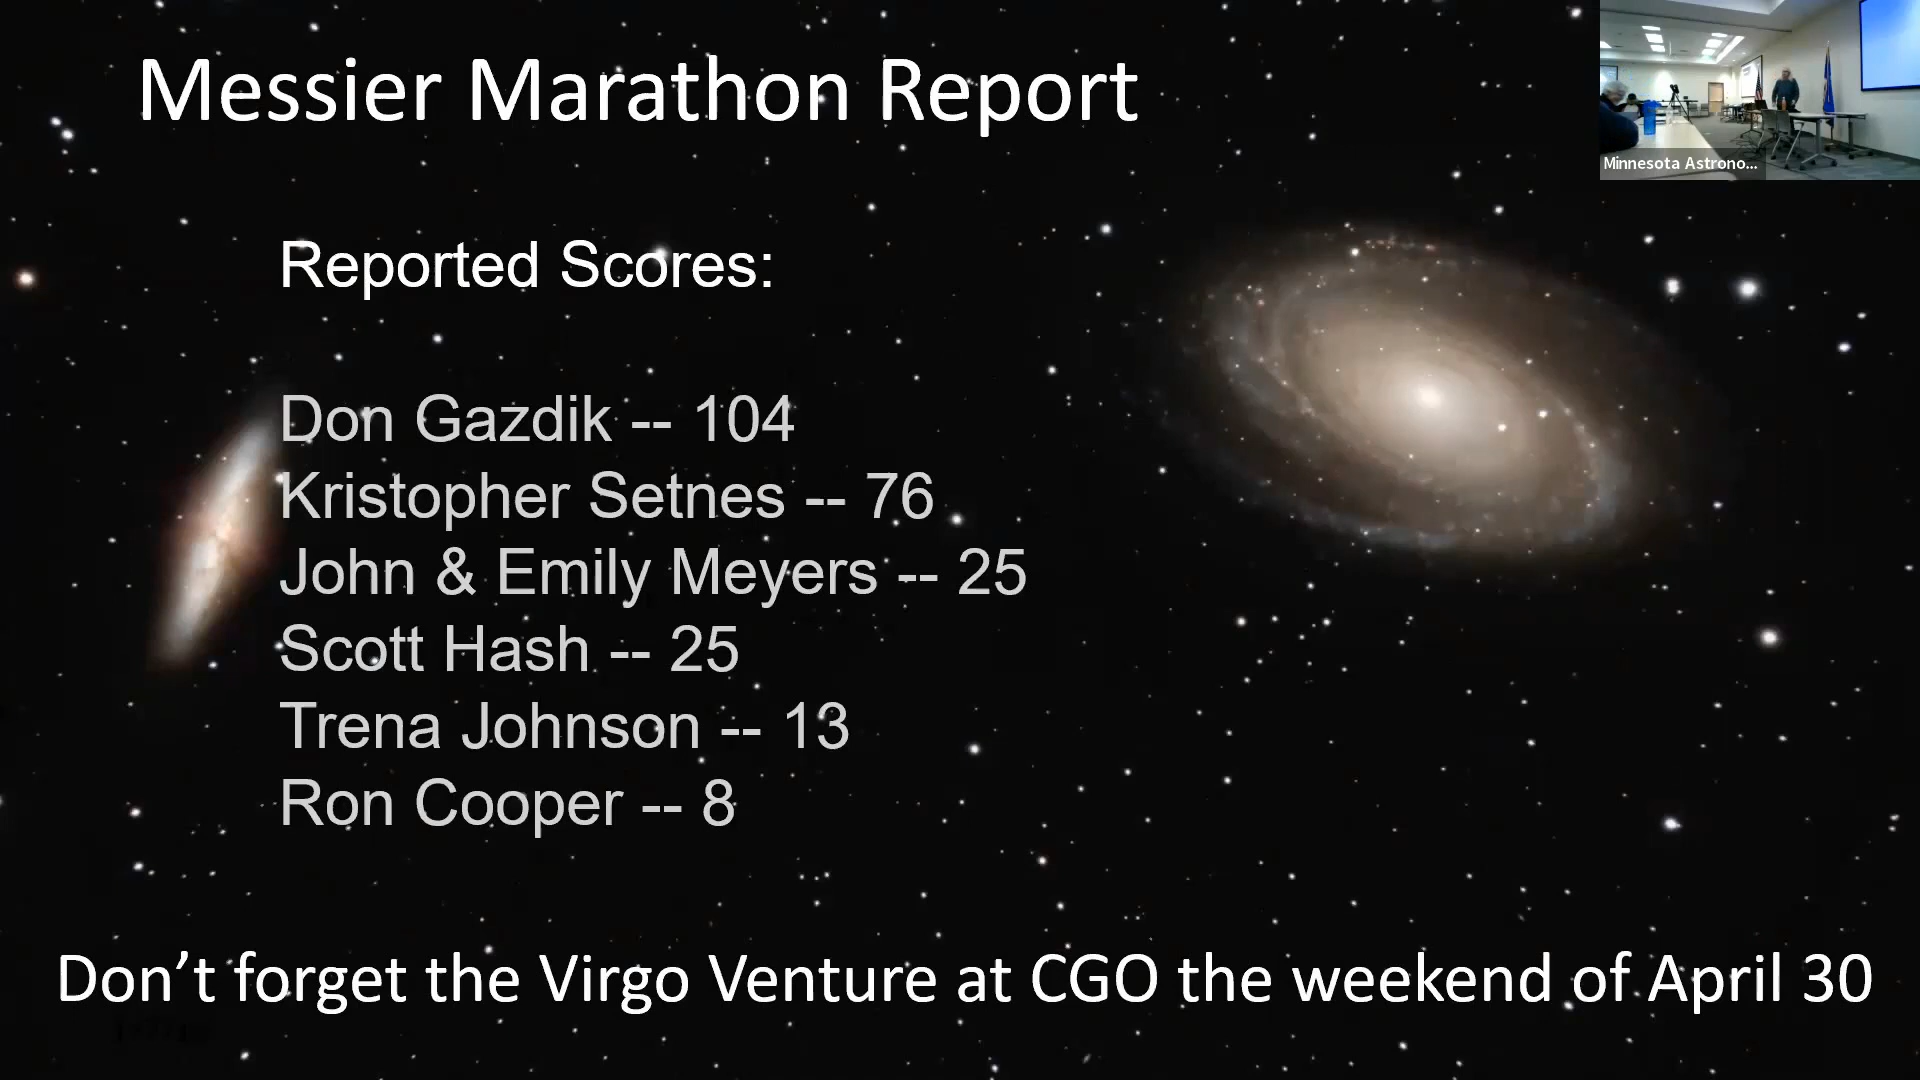 Messier Marathon Report
Minnesota Astrono...
Reported Scores:
Don Gazdik -- 104
Kristopher Setnes -- 76
John & Emily Meyers -- 25
Scott Hash -- 25
Trena Johnson -- 13
Ron Cooper -- 8
Don’t forget the Virgo Venture at CGO the weekend of April 30